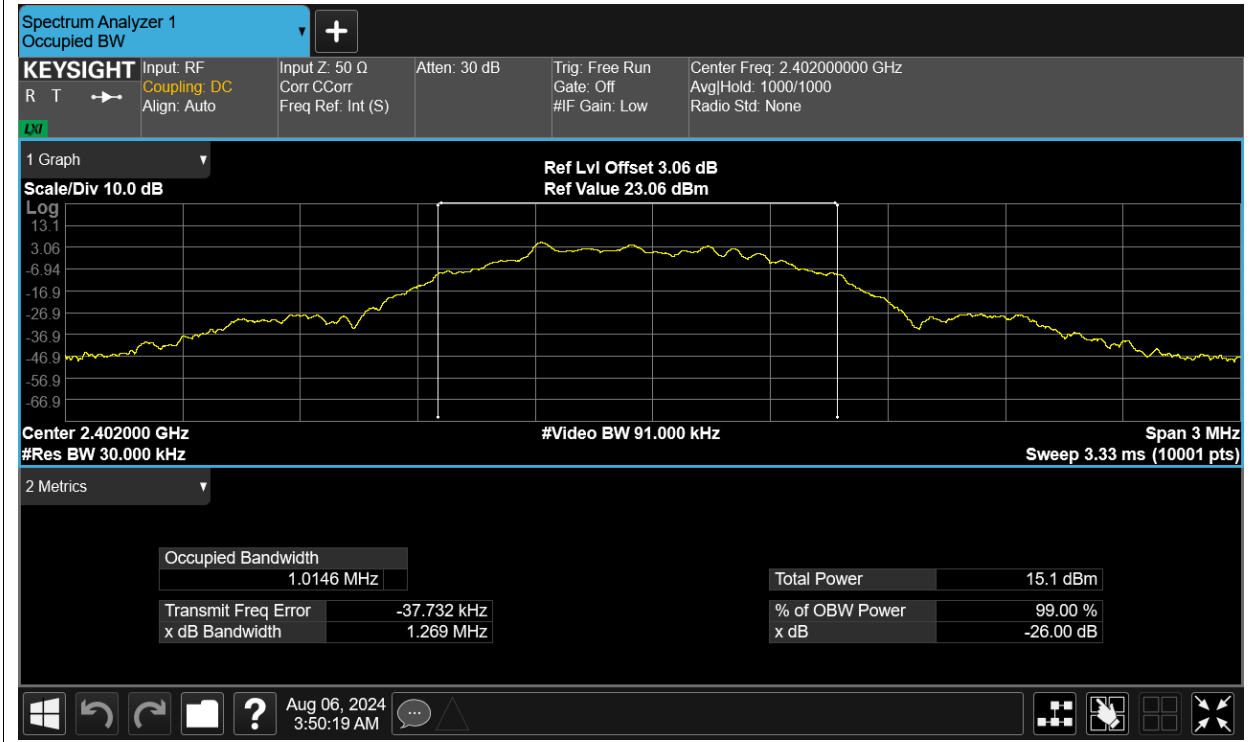 Spectrum Analyzer 1
Occupied BW
KEYSIGHT
R T
LXI
Input: RF
Coupling: DC
Align: Auto
Input Z: 50 Ω
Corr CCorr
Freq Ref: Int (S)
Atten: 30 dB
Trig: Free Run
Gate: Off
#IF Gain: Low
Center Freq: 2.402000000 GHz
Avg|Hold: 1000/1000
Radio Std: None
1 Graph
Scale/Div 10.0 dB
Ref Lvl Offset 3.06 dB
Ref Value 23.06 dBm
Log
13.1
3.06
-6.94
-16.9
-26.9
-36.9
-46.9
-56.9
-66.9
Center 2.402000 GHz
#Video BW 91.000 kHz
Span 3 MHz
#Res BW 30.000 kHz
Sweep 3.33 ms (10001 pts)
2 Metrics
Occupied Bandwidth
1.0146 MHz
Total Power 15.1 dBm
Transmit Freq Error -37.732 kHz
% of OBW Power 99.00 %
x dB Bandwidth 1.269 MHz
x dB -26.00 dB
?
Aug 06, 2024
3:50:19 AM